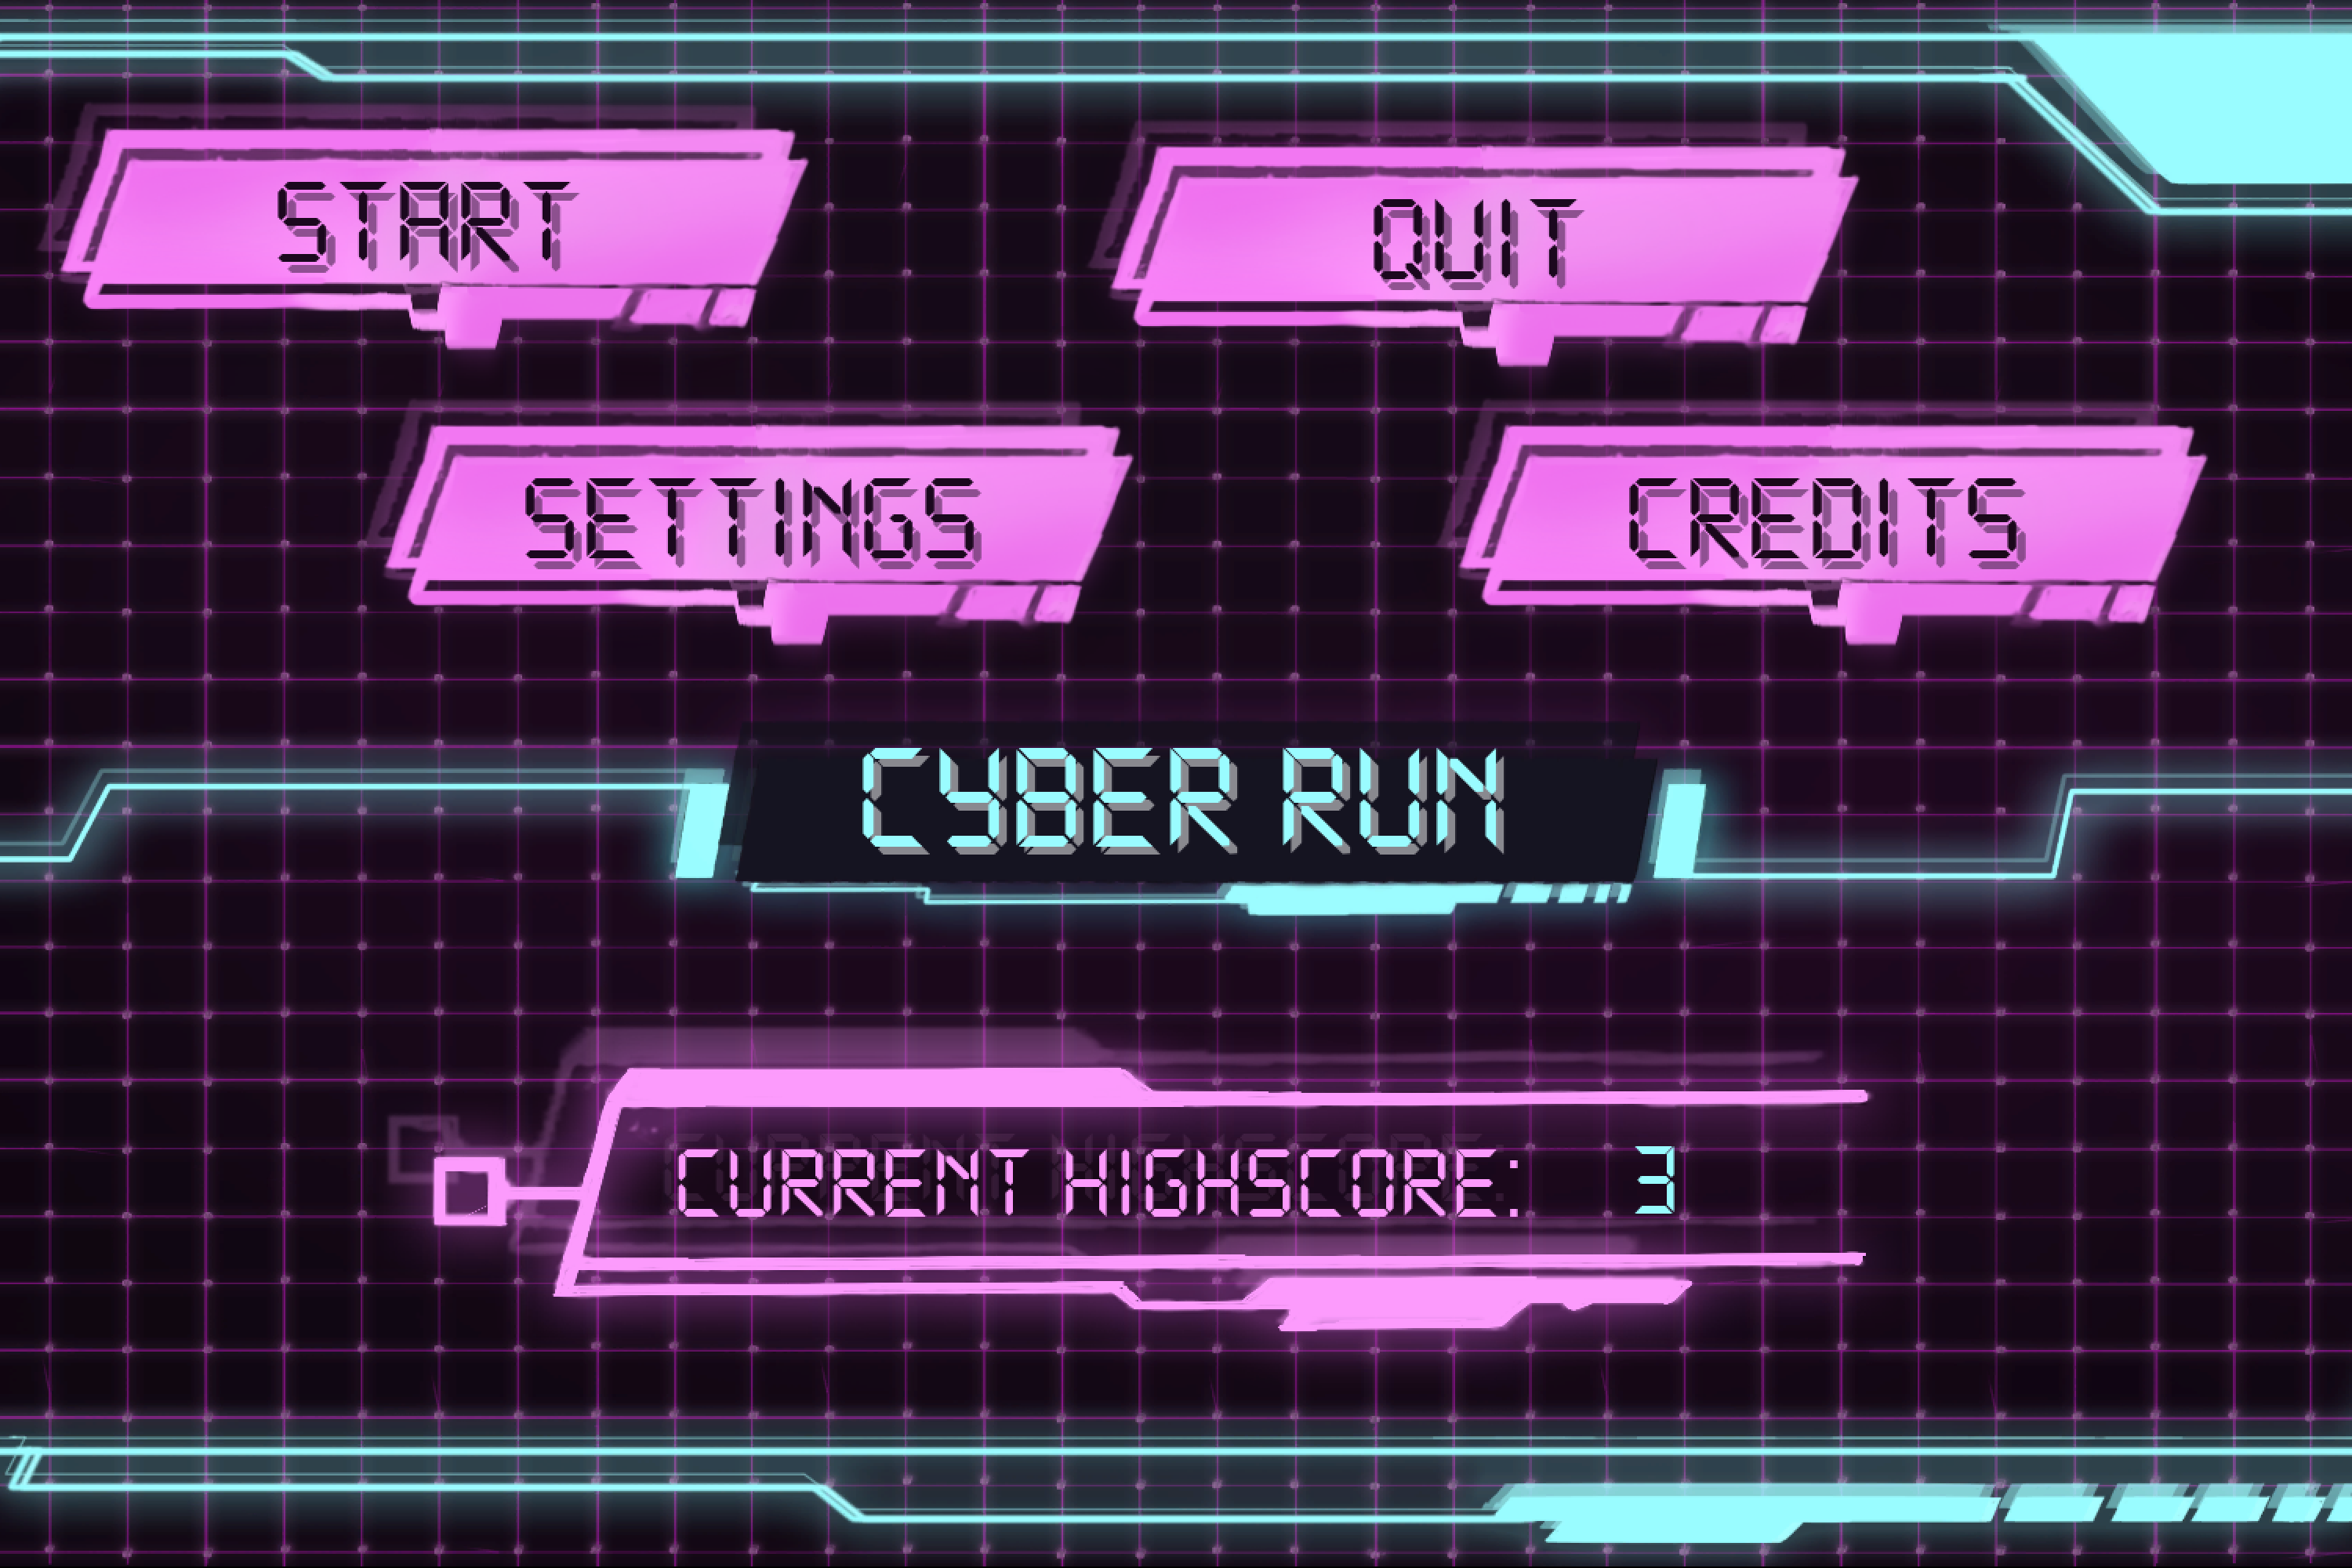 START
QUIT
SETTINGS
CREDITS
CYBER RUN
CURRENT HIGHSCORE: 3